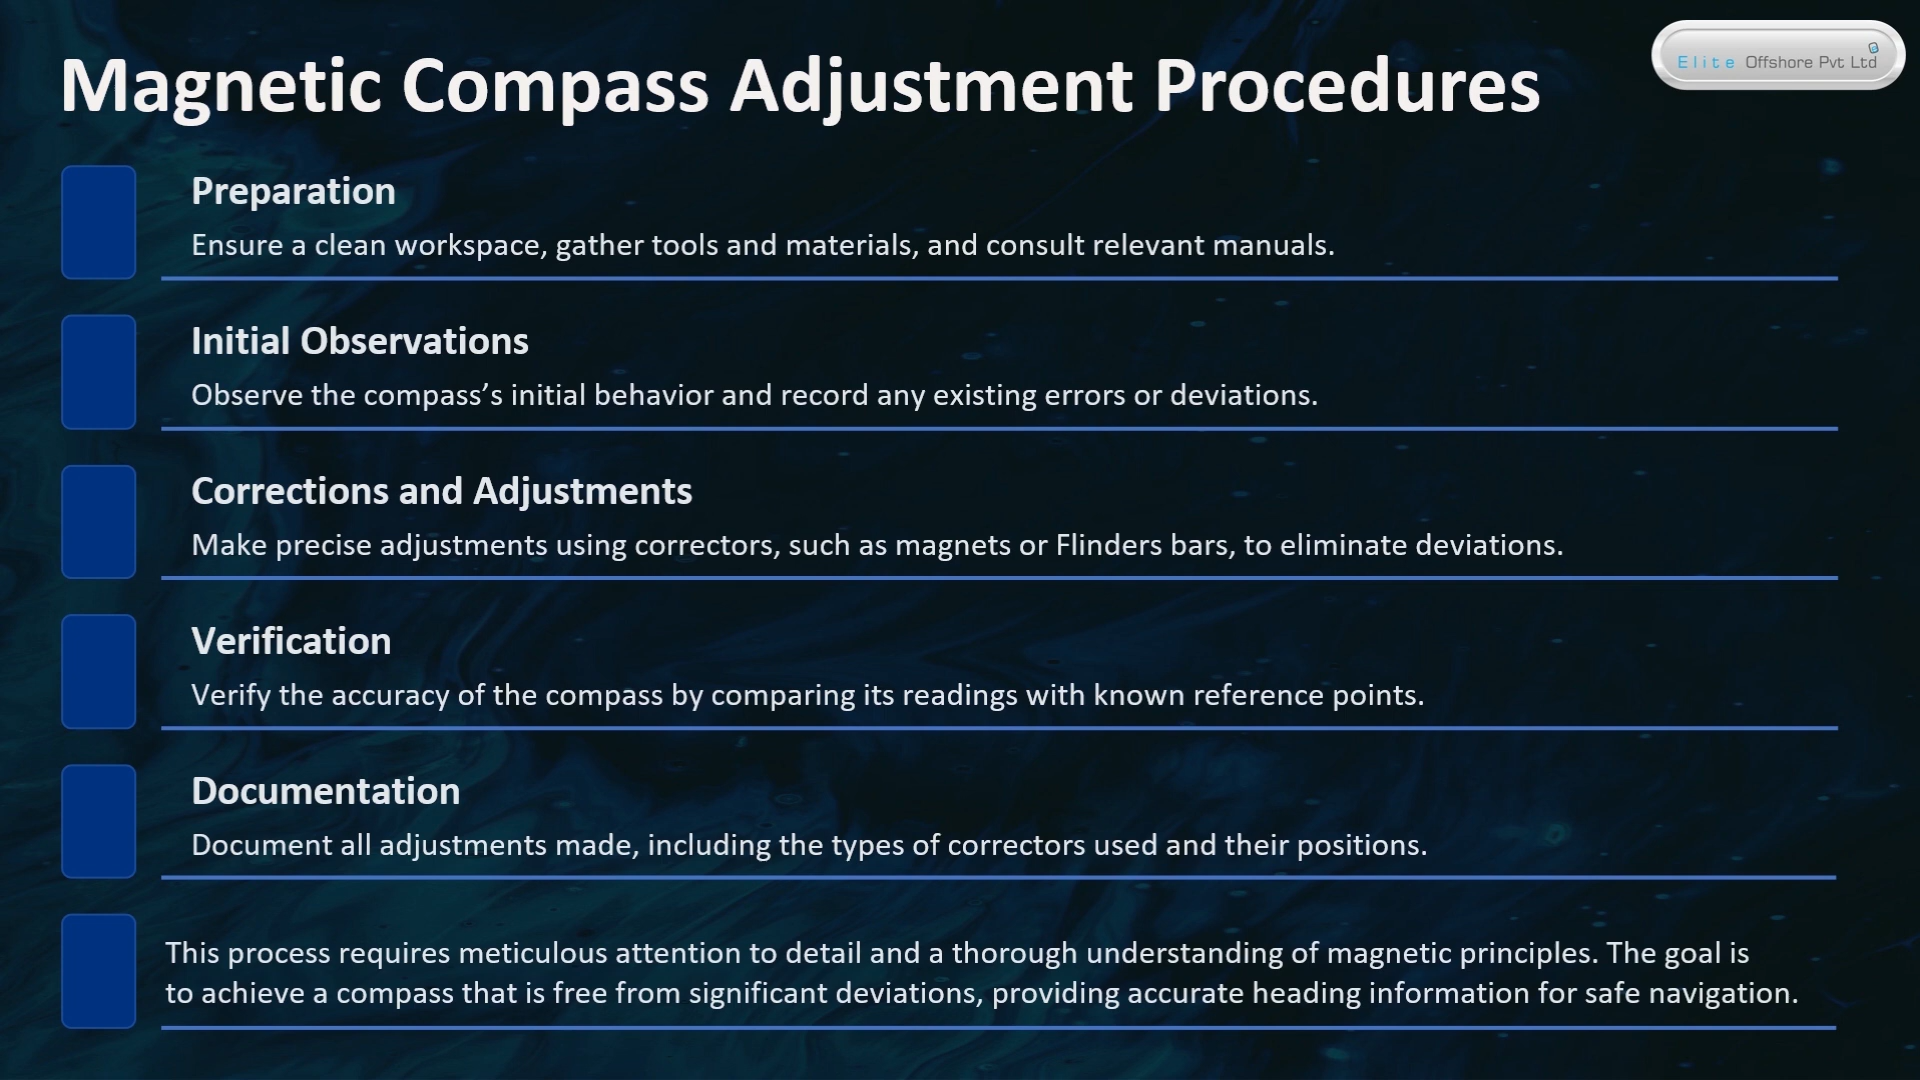 Magnetic Compass Adjustment Procedures
Elite Offshore Pvt Ltd
Preparation
Ensure a clean workspace, gather tools and materials, and consult relevant manuals.
Initial Observations
Observe the compass’s initial behavior and record any existing errors or deviations.
Corrections and Adjustments
Make precise adjustments using correctors, such as magnets or Flinders bars, to eliminate deviations.
Verification
Verify the accuracy of the compass by comparing its readings with known reference points.
Documentation
Document all adjustments made, including the types of correctors used and their positions.
This process requires meticulous attention to detail and a thorough understanding of magnetic principles. The goal is
to achieve a compass that is free from significant deviations, providing accurate heading information for safe navigation.